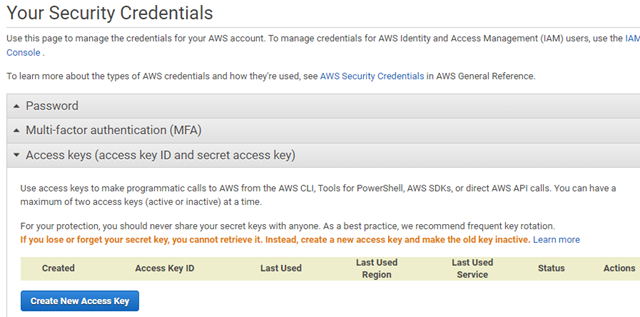 Your Security Credentials
Use this page to manage the credentials for your AWS account. To manage credentials for AWS Identity and Access Management (IAM) users, use the IAM
Console .
To learn more about the types of AWS credentials and how they're used, see AWS Security Credentials in AWS General Reference.
Password
Multi-factor authentication (MFA)
Access keys (access key ID and secret access key)
Use access keys to make programmatic calls to AWS from the AWS CLI, Tools for PowerShell, AWS SDKs, or direct AWS API calls. You can have a
maximum of two access keys (active or inactive) at a time.
For your protection, you should never share your secret keys with anyone. As a best practice, we recommend frequent key rotation.
If you lose or forget your secret key, you cannot retrieve it. Instead, create a new access key and make the old key inactive. Learn more
Created Access Key ID Last Used Last Used Region Last Used Service Status Actions
Create New Access Key